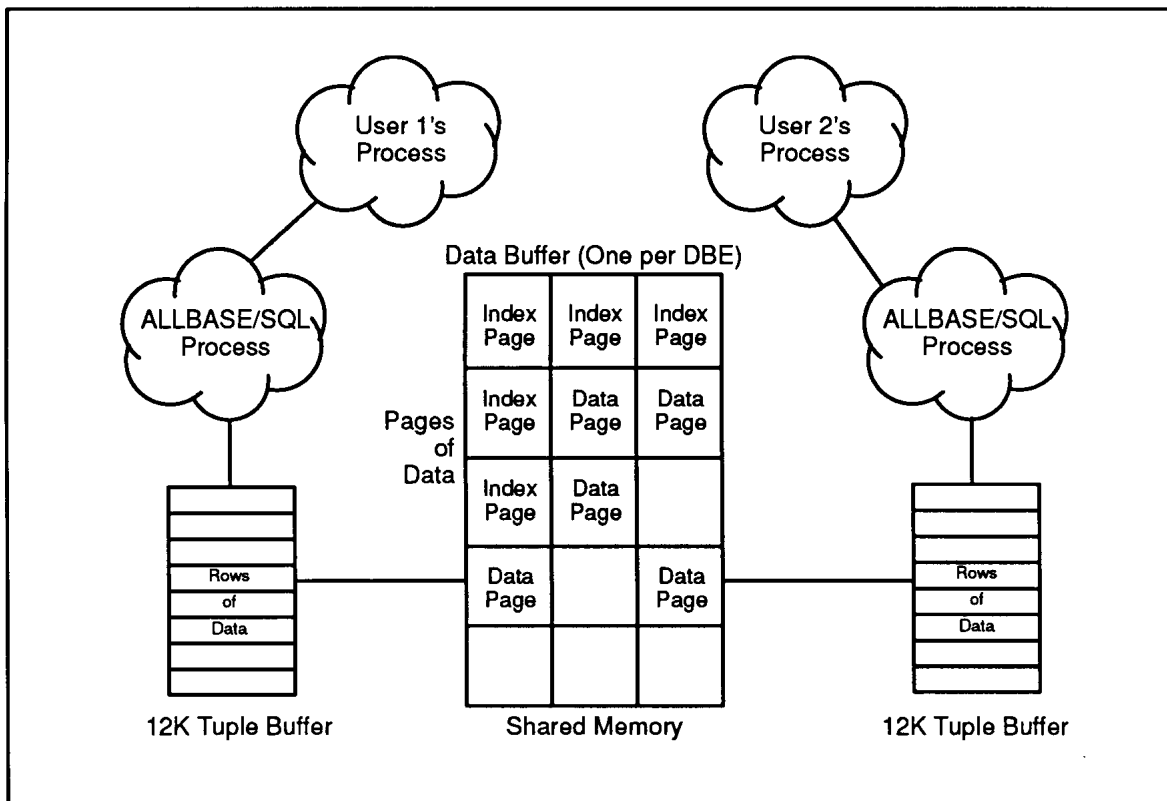 User 1's
Process
User 2's
Process
ALLBASE/SQL
Process
Data Buffer (One per DBE)
ALLBASE/SQL
Process
Index
Page
Index
Page
Index
Page
Pages
of
Data
Index
Page
Data
Page
Data
Page
Index
Page
Data
Page
Rows
of
Data
Data
Page
Data
Page
Rows
of
Data
12K Tuple Buffer
Shared Memory
12K Tuple Buffer